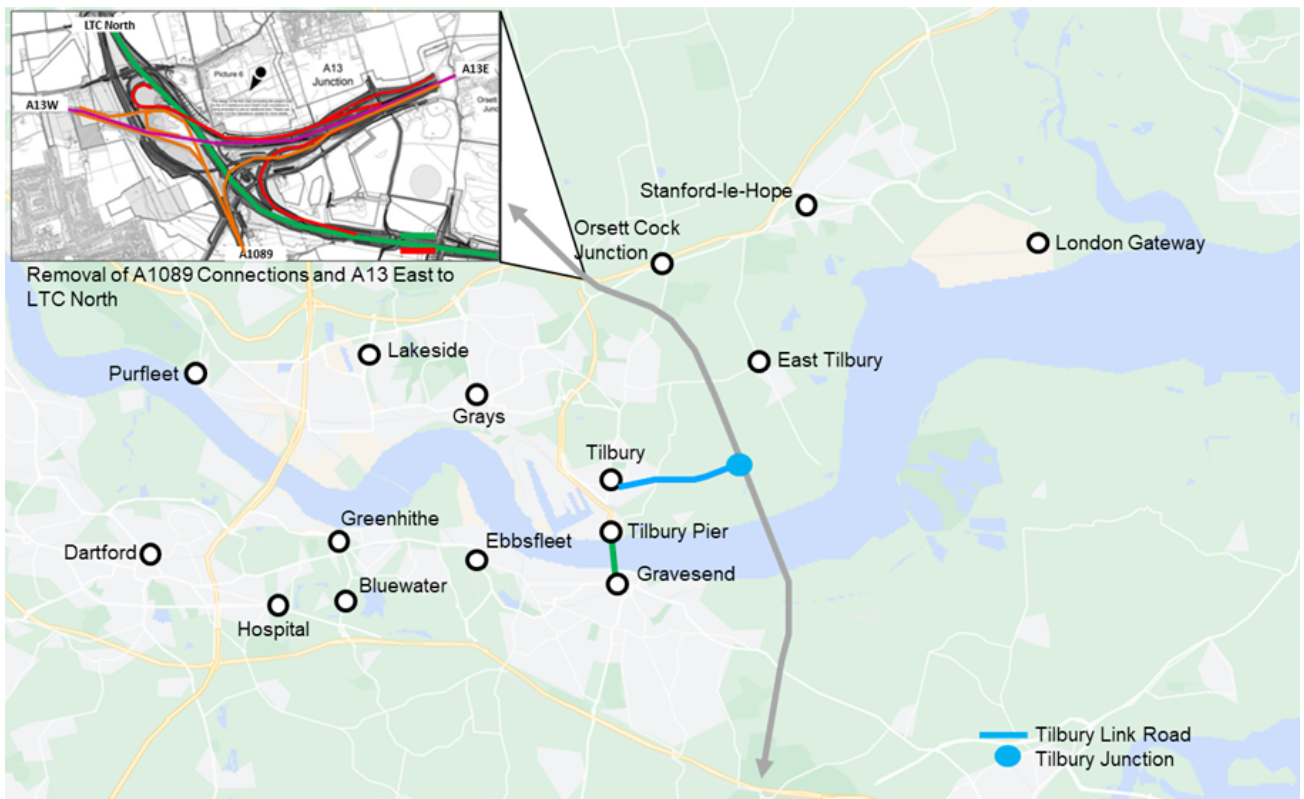 LTC North
Picture 6
A13
Junction
A13E
A13W
Orsett
A1089
Removal of A1089 Connections and A13 East to
LTC North
Stanford-le-Hope
Orsett Cock
Junction
London Gateway
Lakeside
Purfleet
East Tilbury
Grays
Tilbury
Greenhithe
Ebbsfleet
Tilbury Pier
Dartford
Gravesend
Bluewater
Hospital
Tilbury Link Road
Tilbury Junction